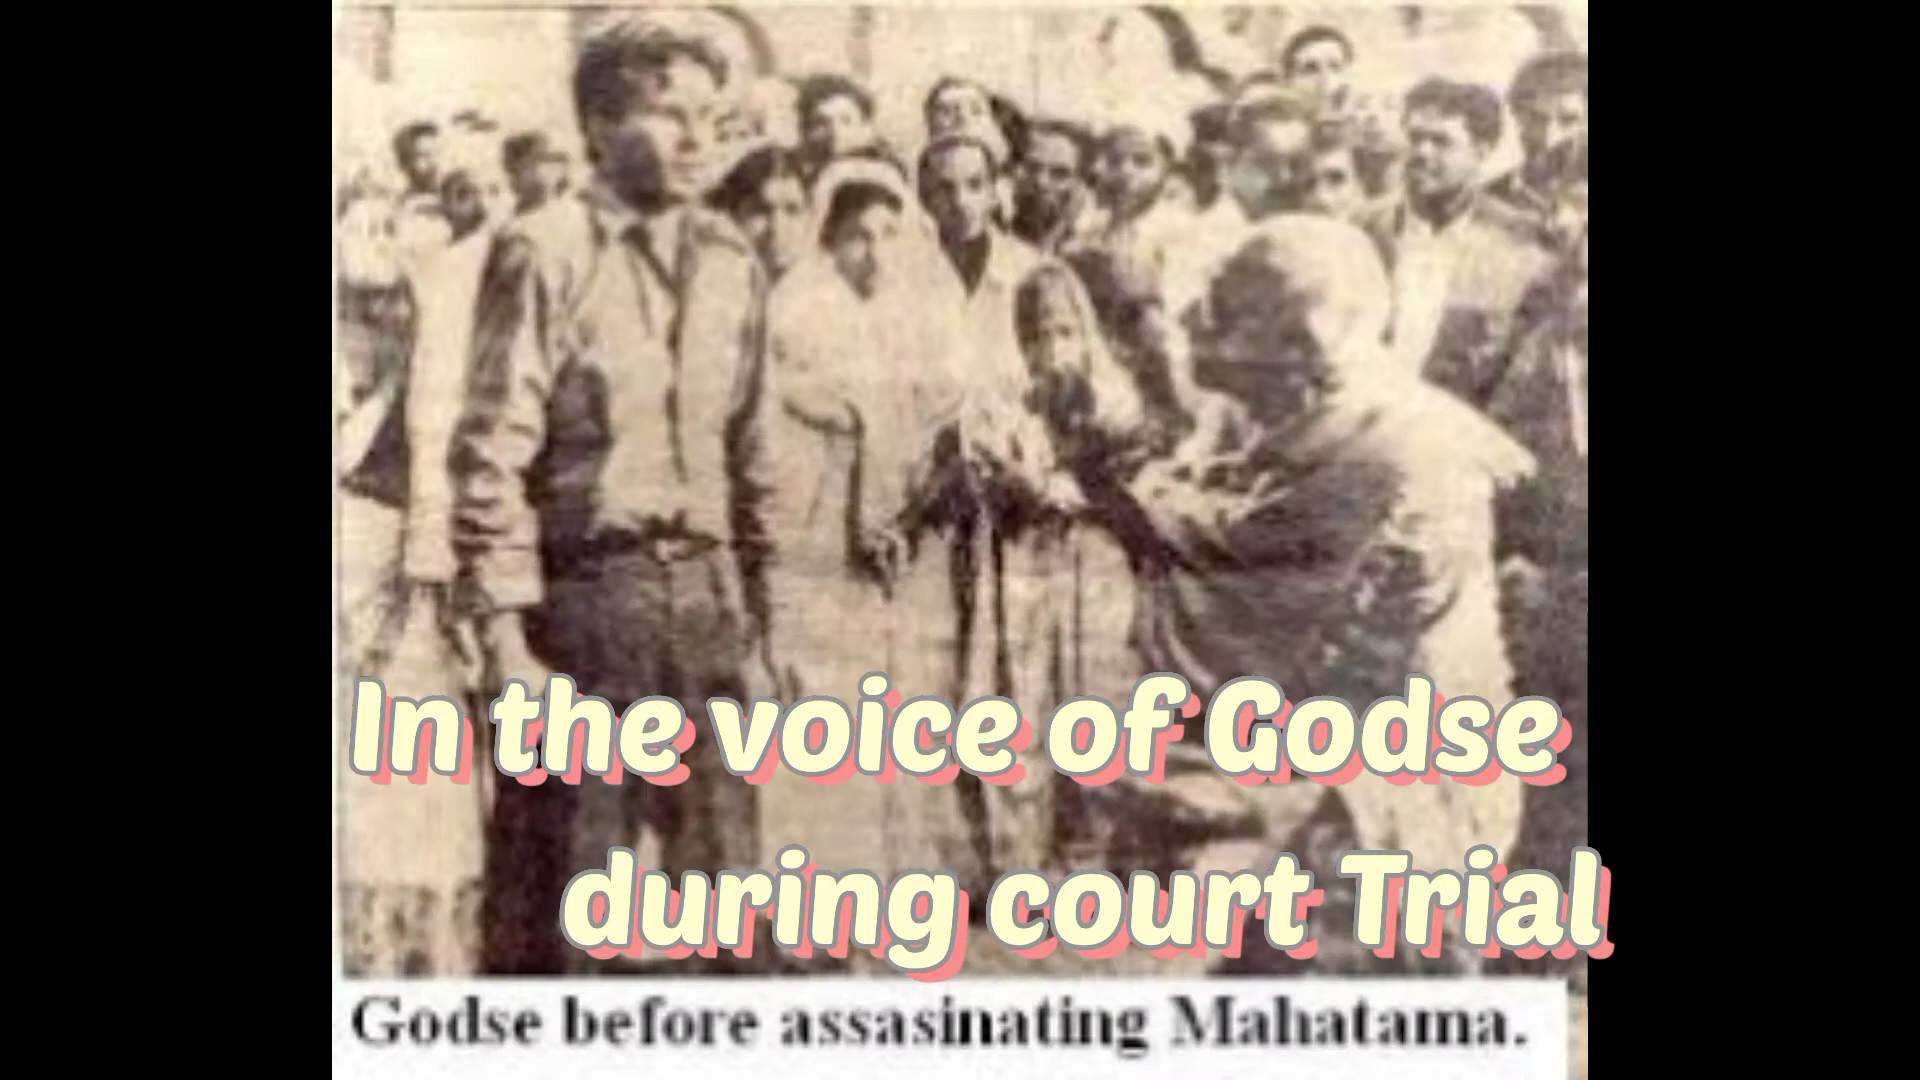 In the voice of Godse
during court Trial
Godse before assasinating Mahatama.